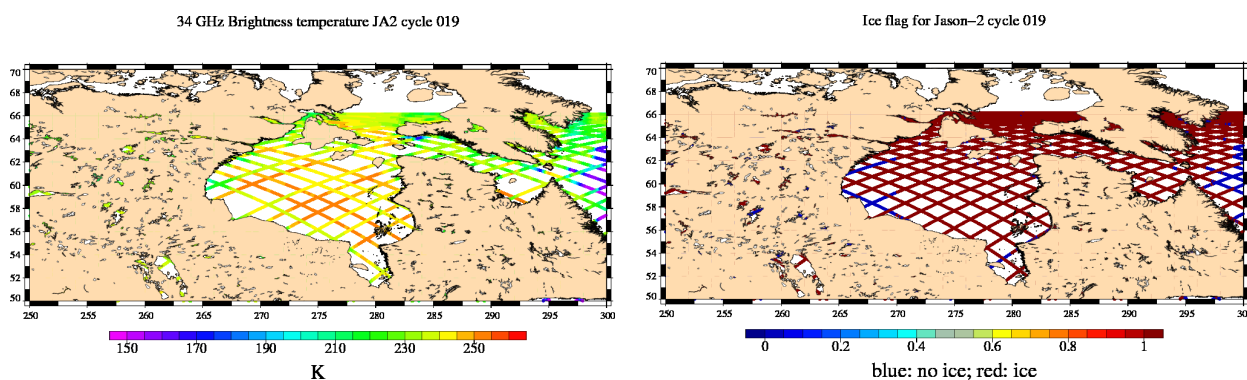 34 GHz Brightness temperature JA2 cycle 019
70
68
66
64
62
60
58
56
54
52
50
250 255 260 265 270 275 280 285 290 295 300
150 170 190 210 230 250
K
Ice flag for Jason−2 cycle 019
70
68
66
64
62
60
58
56
54
52
50
250 255 260 265 270 275 280 285 290 295 300
0 0.2 0.4 0.6 0.8 1
blue: no ice; red: ice